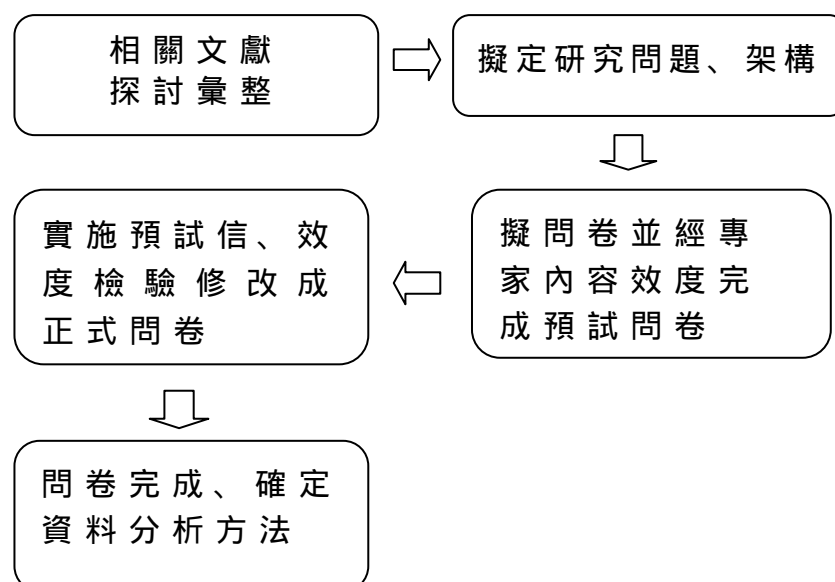 相關文獻
探討彙整
擬定研究問題、架構
擬問卷並經專
家內容效度完
成預試問卷
實施預試信、效
度檢驗修改成
正式問卷
問卷完成、確定
資料分析方法